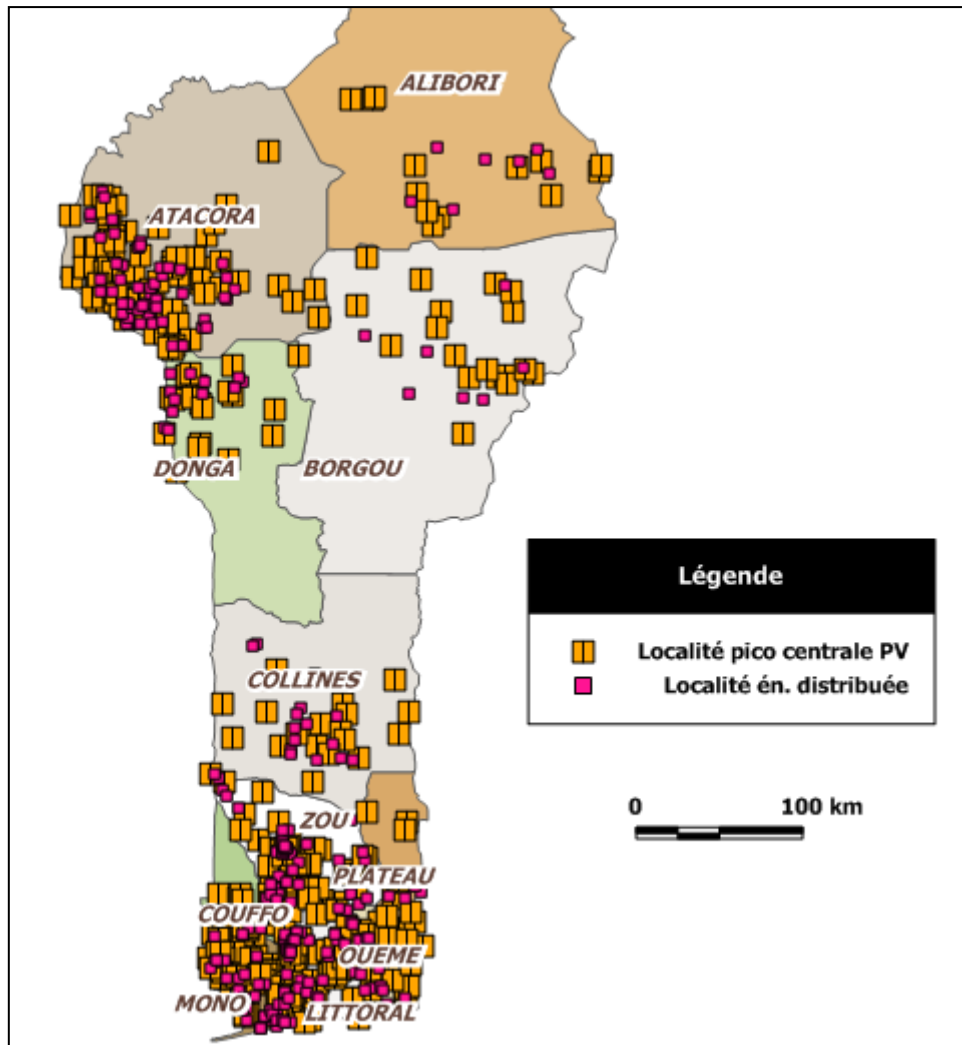 ALIBORI
ATACORA
DONGA
BORGOU
Légende
Localité pico centrale PV
Localité én. distribuée
COLLĪNES
0 100 km
ZOU
PLATEAU
COUFFO
OUEME
MONO
LITTORAL